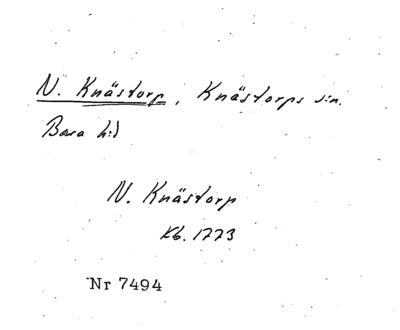 N. Knästorp, Knästorps s:n.
Bara h:d
N. Knästorp
Kb. 1773
Nr 7494